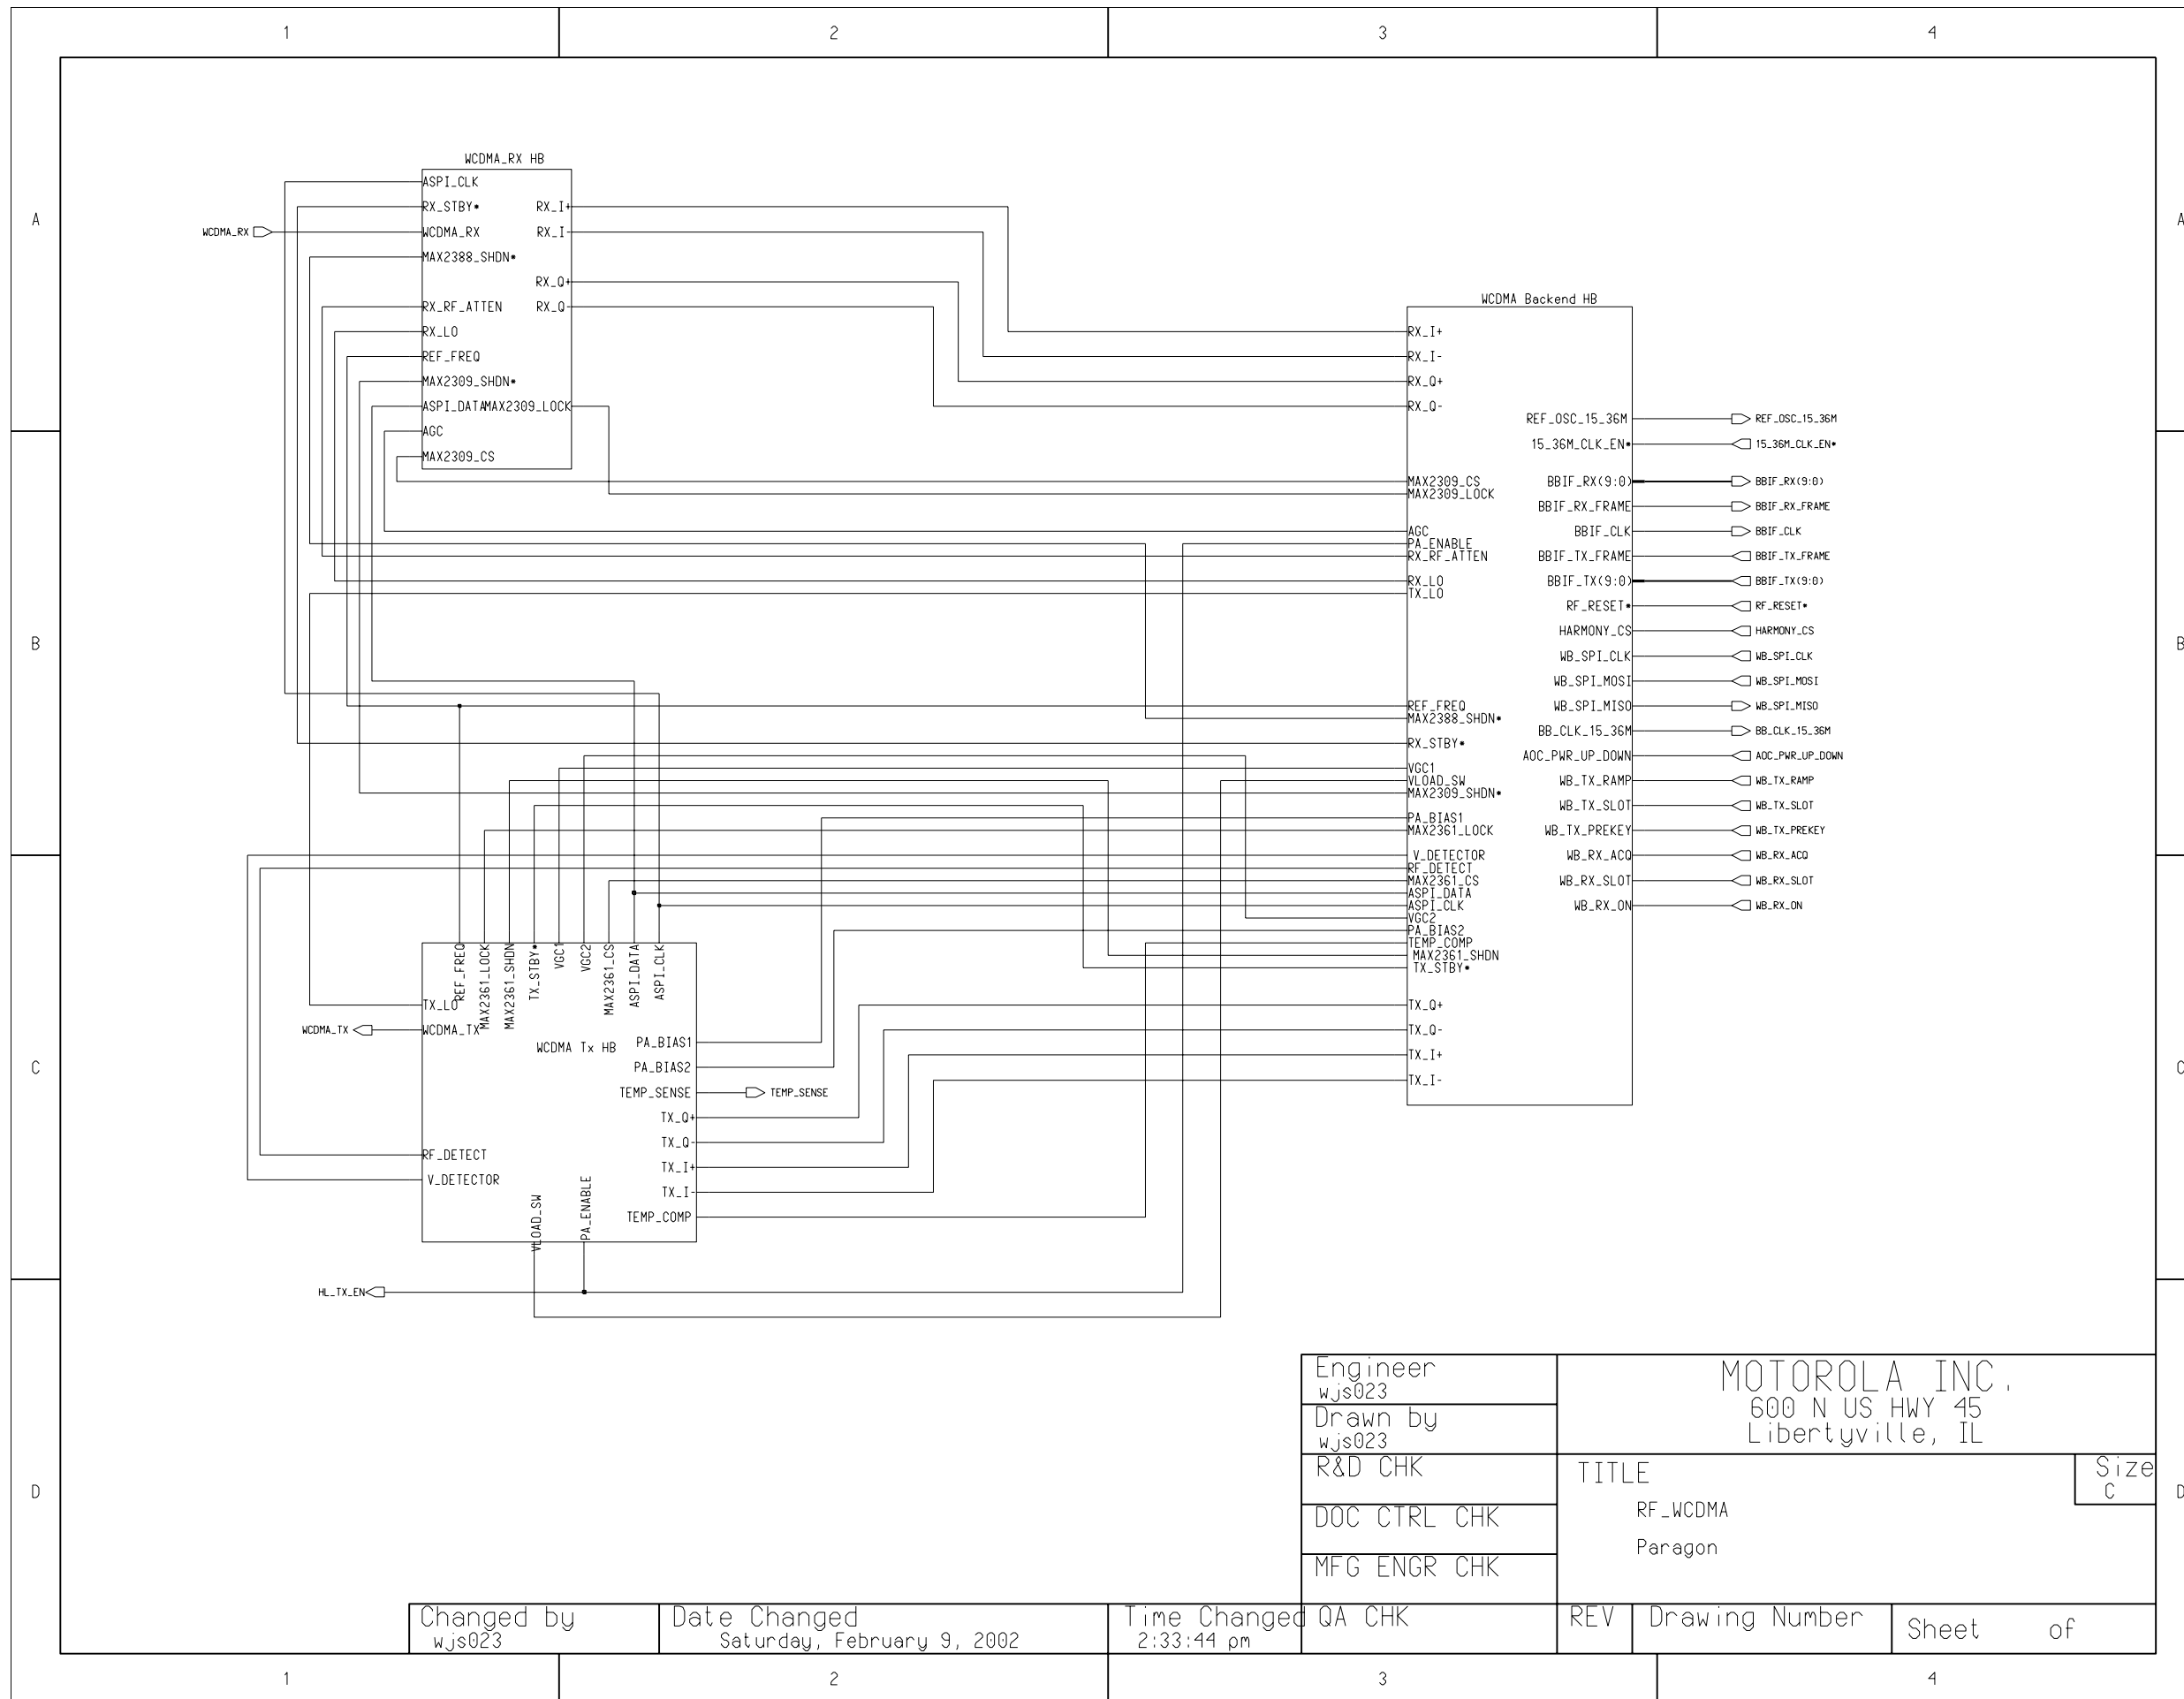 1 2 3 4
A
A
B
B
C
C
D
D
WCDMA_RX HB
ASPI_CLK
RX_STBY* RX_I+
WCDMA_RX
WCDMA_RX RX_I-
MAX2388_SHDN*
RX_Q+
RX_RF_ATTEN RX_Q-
RX_LO
REF_FREQ
MAX2309_SHDN*
ASPI_DATA MAX2309_LOCK
AGC
MAX2309_CS
WCDMA Backend HB
RX_I+
RX_I-
RX_Q+
RX_Q-
MAX2309_CS
MAX2309_LOCK
AGC
PA_ENABLE
RX_RF_ATTEN
RX_LO
TX_LO
REF_FREQ
MAX2388_SHDN*
RX_STBY*
VGC1
VLOAD_SW
MAX2309_SHDN*
PA_BIAS1
MAX2361_LOCK
V_DETECTOR
RF_DETECT
MAX2361_CS
ASPI_DATA
ASPI_CLK
VGC2
PA_BIAS2
TEMP_COMP
MAX2361_SHDN
TX_STBY*
TX_Q+
TX_Q-
TX_I+
TX_I-
REF_OSC_15_36M REF_OSC_15_36M
15_36M_CLK_EN* 15_36M_CLK_EN*
BBIF_RX(9:0) BBIF_RX(9:0)
BBIF_RX_FRAME BBIF_RX_FRAME
BBIF_CLK BBIF_CLK
BBIF_TX_FRAME BBIF_TX_FRAME
BBIF_TX(9:0) BBIF_TX(9:0)
RF_RESET* RF_RESET*
HARMONY_CS HARMONY_CS
WB_SPI_CLK WB_SPI_CLK
WB_SPI_MOSI WB_SPI_MOSI
WB_SPI_MISO WB_SPI_MISO
BB_CLK_15_36M BB_CLK_15_36M
AOC_PWR_UP_DOWN AOC_PWR_UP_DOWN
WB_TX_RAMP WB_TX_RAMP
WB_TX_SLOT WB_TX_SLOT
WB_TX_PREKEY WB_TX_PREKEY
WB_RX_ACQ WB_RX_ACQ
WB_RX_SLOT WB_RX_SLOT
WB_RX_ON WB_RX_ON
REF_FREQ
MAX2361_LOCK
MAX2361_SHDN
TX_STBY*
VGC1
VGC2
MAX2361_CS
ASPI_DATA
ASPI_CLK
TX_LO
WCDMA_TX
WCDMA_TX
WCDMA Tx HB
PA_BIAS1
PA_BIAS2
TEMP_SENSE TEMP_SENSE
TX_Q+
TX_Q-
TX_I+
TX_I-
TEMP_COMP
RF_DETECT
V_DETECTOR
VLOAD_SW
PA_ENABLE
HL_TX_EN
Engineer
wjs023
Drawn by
wjs023
R&D CHK
DOC CTRL CHK
MFG ENGR CHK
QA CHK
MOTOROLA INC.
600 N US HWY 45
Libertyville, IL
TITLE
RF_WCDMA
Paragon
Size
C
Changed by
wjs023
Date Changed
Saturday, February 9, 2002
Time Changed
2:33:44 pm
REV
Drawing Number
Sheet of
1 2 3 4